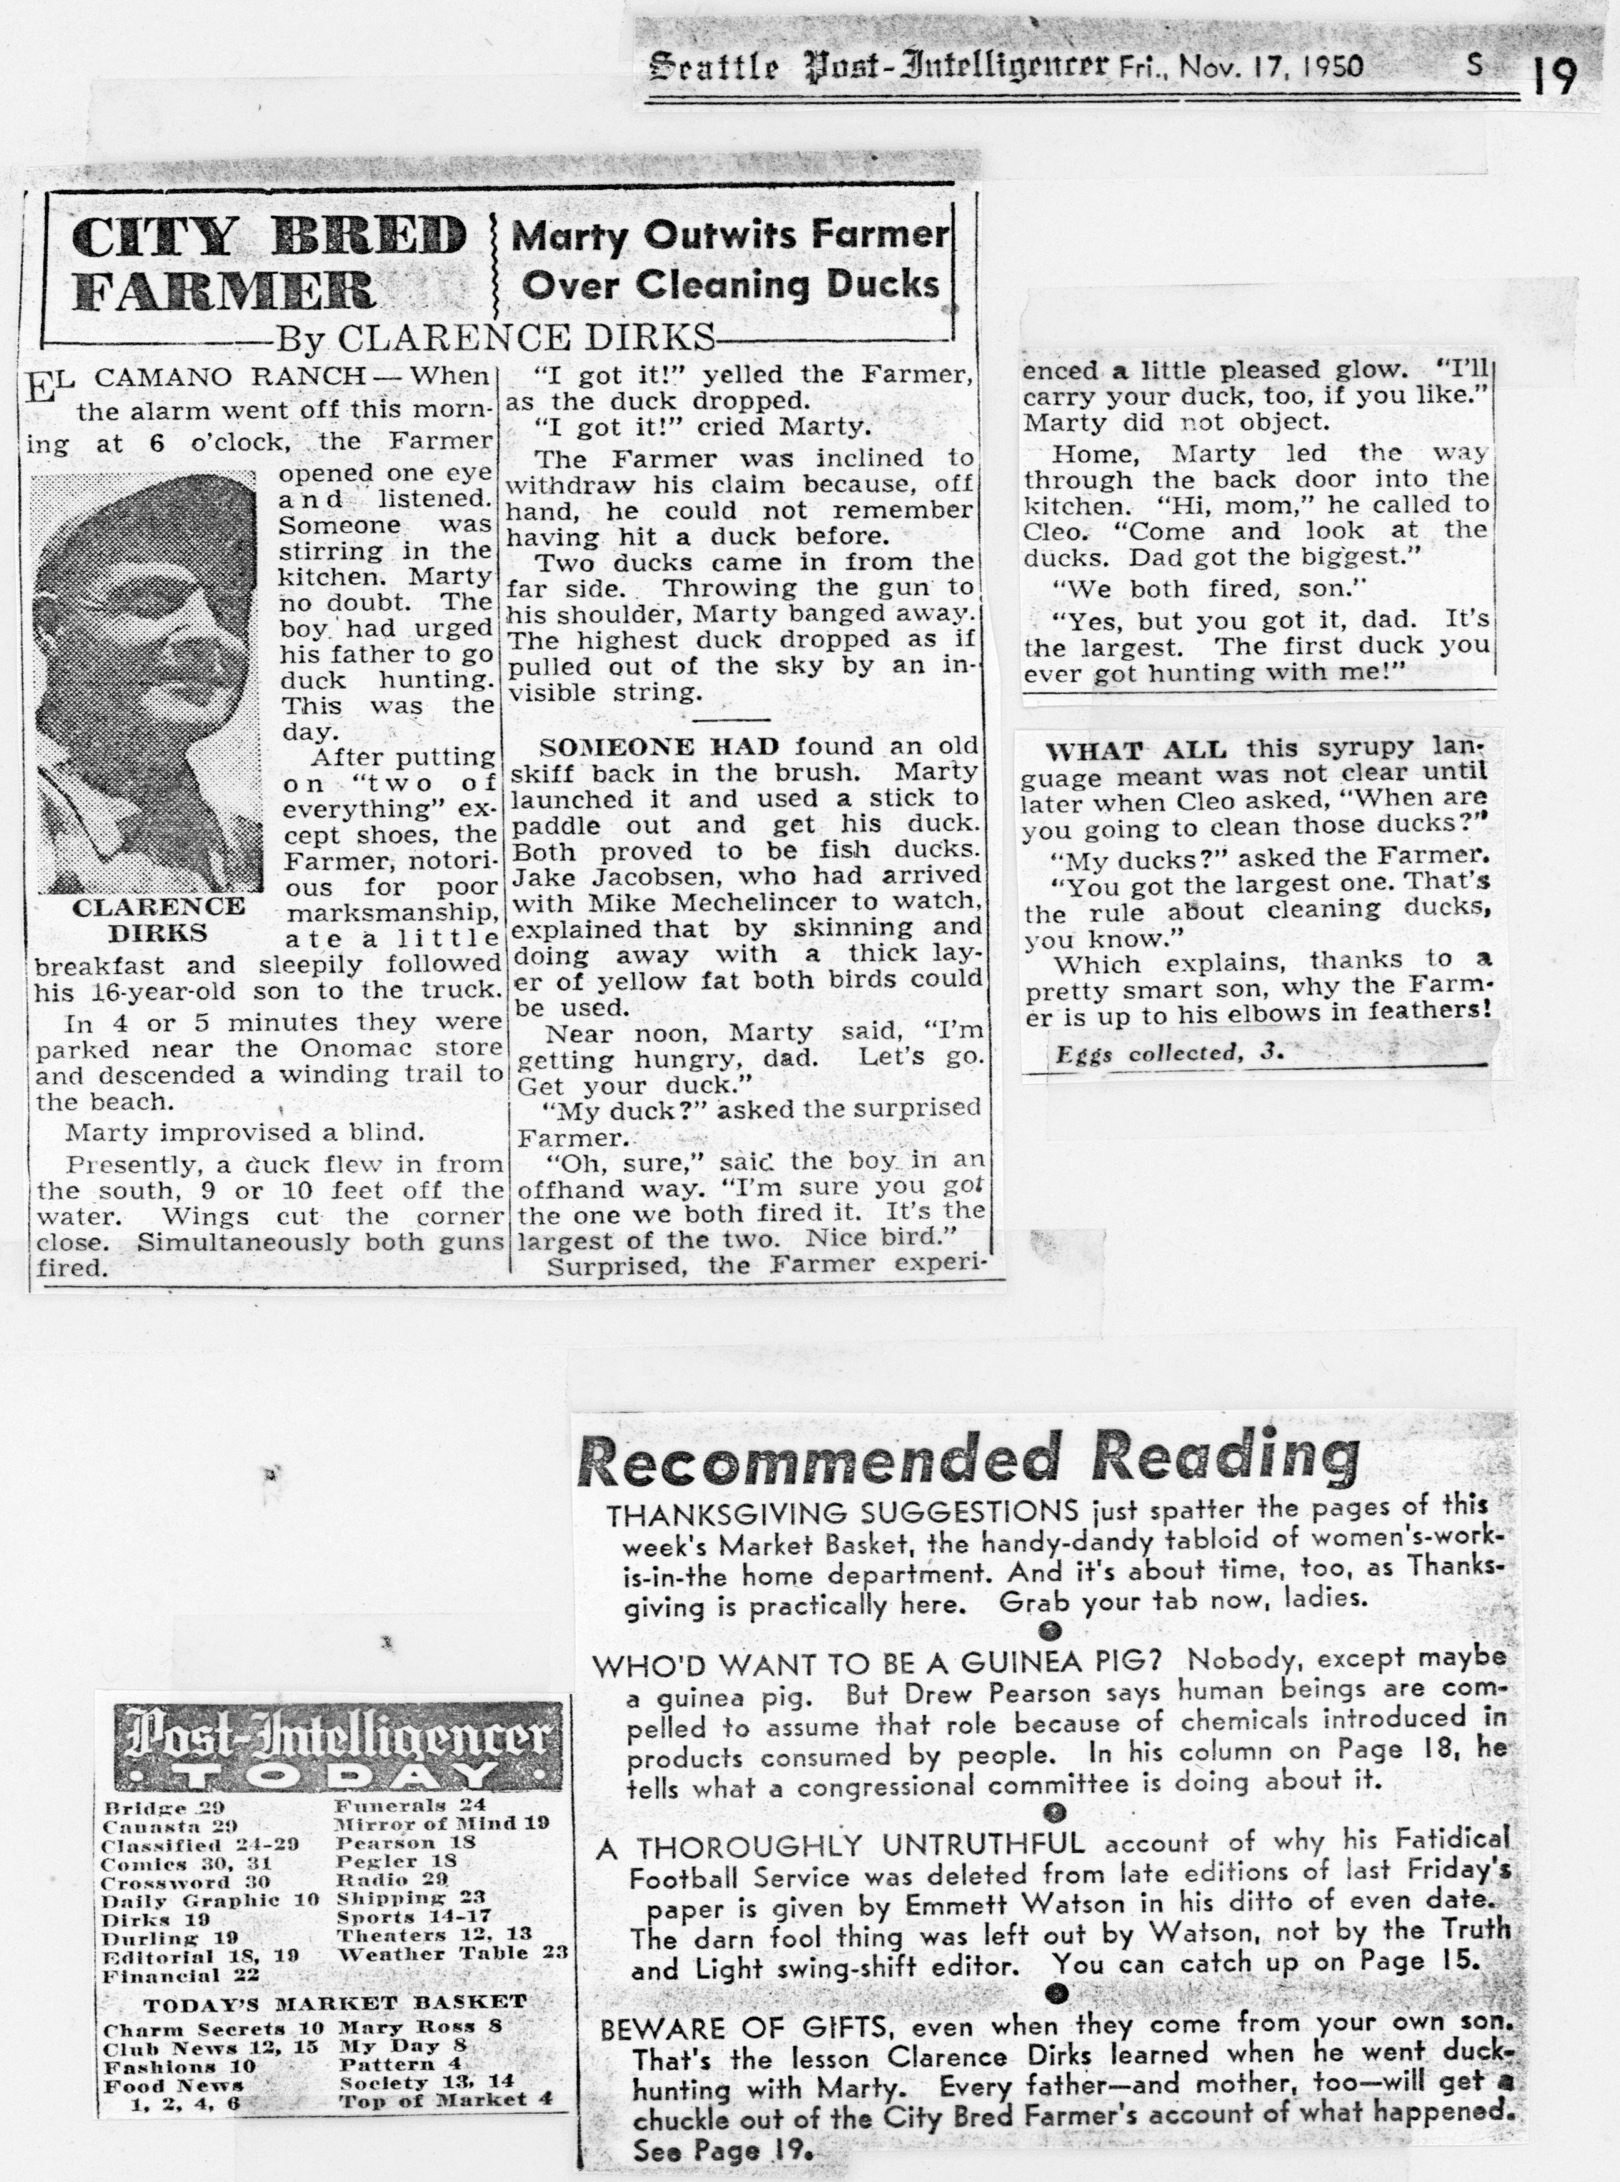 Seattle Post-Intelligencer Fri., Nov. 17, 1950 S 19
CITY BRED
FARMER
Marty Outwits Farmer
Over Cleaning Ducks
By CLARENCE DIRKS
EL CAMANO RANCH — When
the alarm went off this morn-
ing at 6 o'clock, the Farmer
opened one eye
and listened.
Someone was
stirring in the
kitchen. Marty
no doubt. The
boy had urged
his father to go
duck hunting.
This was the
day.
After putting
on "two of
everything" ex-
cept shoes, the
Farmer, notori-
ous for poor
marksmanship,
ate a little
CLARENCE
DIRKS
breakfast and sleepily followed
his 16-year-old son to the truck.
In 4 or 5 minutes they were
parked near the Onomac store
and descended a winding trail to
the beach.
Marty improvised a blind.
Presently, a duck flew in from
the south, 9 or 10 feet off the
water. Wings cut the corner
close. Simultaneously both guns
fired.
"I got it!" yelled the Farmer,
as the duck dropped.
"I got it!" cried Marty.
The Farmer was inclined to
withdraw his claim because, off
hand, he could not remember
having hit a duck before.
Two ducks came in from the
far side. Throwing the gun to
his shoulder, Marty banged away.
The highest duck dropped as if
pulled out of the sky by an in-
visible string.
SOMEONE HAD found an old
skiff back in the brush. Marty
launched it and used a stick to
paddle out and get his duck.
Both proved to be fish ducks.
Jake Jacobsen, who had arrived
with Mike Mechelincer to watch,
explained that by skinning and
doing away with a thick lay-
er of yellow fat both birds could
be used.
Near noon, Marty said, "I'm
getting hungry, dad. Let's go.
Get your duck."
"My duck?" asked the surprised
Farmer.
"Oh, sure," said the boy in an
offhand way. "I'm sure you got
the one we both fired it. It's the
largest of the two. Nice bird."
Surprised, the Farmer experi-
enced a little pleased glow. "I'll
carry your duck, too, if you like."
Marty did not object.
Home, Marty led the way
through the back door into the
kitchen. "Hi, mom," he called to
Cleo. "Come and look at the
ducks. Dad got the biggest."
"We both fired, son."
"Yes, but you got it, dad. It's
the largest. The first duck you
ever got hunting with me!"
WHAT ALL this syrupy lan-
guage meant was not clear until
later when Cleo asked, "When are
you going to clean those ducks?"
"My ducks?" asked the Farmer.
"You got the largest one. That's
the rule about cleaning ducks,
you know."
Which explains, thanks to a
pretty smart son, why the Farm-
er is up to his elbows in feathers!
Eggs collected, 3.
Recommended Reading
THANKSGIVING SUGGESTIONS just spatter the pages of this
week's Market Basket, the handy-dandy tabloid of women's-work-
is-in-the home department. And it's about time, too, as Thanks-
giving is practically here. Grab your tab now, ladies.
WHO'D WANT TO BE A GUINEA PIG? Nobody, except maybe
a guinea pig. But Drew Pearson says human beings are com-
pelled to assume that role because of chemicals introduced in
products consumed by people. In his column on Page 18, he
tells what a congressional committee is doing about it.
A THOROUGHLY UNTRUTHFUL account of why his Fatidical
Football Service was deleted from late editions of last Friday's
paper is given by Emmett Watson in his ditto of even date.
The darn fool thing was left out by Watson, not by the Truth
and Light swing-shift editor. You can catch up on Page 15.
BEWARE OF GIFTS, even when they come from your own son.
That's the lesson Clarence Dirks learned when he went duck-
hunting with Marty. Every father—and mother, too—will get a
chuckle out of the City Bred Farmer's account of what happened.
See Page 19.
Post-Intelligencer
TODAY
Bridge 29
Canasta 29
Classified 24-29
Comics 30, 31
Crossword 30
Daily Graphic 10
Dirks 19
Durling 19
Editorial 18, 19
Financial 22
Funerals 24
Mirror of Mind 19
Pearson 18
Pegler 18
Radio 29
Shipping 23
Sports 14-17
Theaters 12, 13
Weather Table 23
TODAY'S MARKET BASKET
Charm Secrets 10
Club News 12, 15
Fashions 10
Food News
1, 2, 4, 6
Mary Ross 8
My Day 8
Pattern 4
Society 13, 14
Top of Market 4